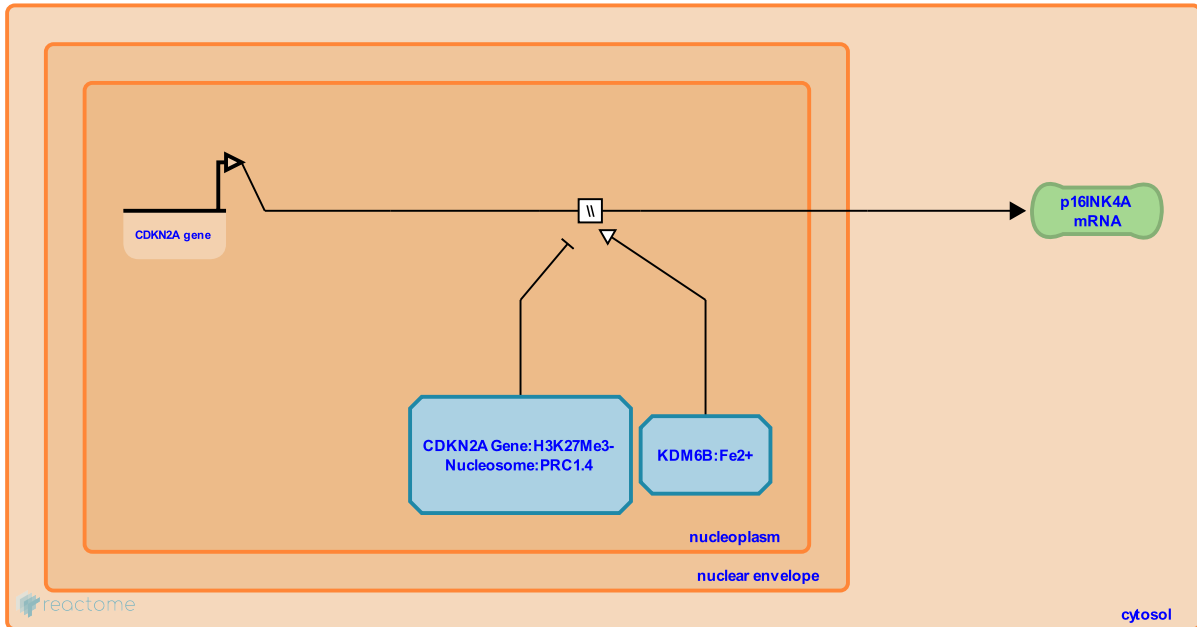 p16INK4A
mRNA
CDKN2A gene
\\
CDKN2A Gene:H3K27Me3-
Nucleosome:PRC1.4
KDM6B:Fe2+
nucleoplasm
nuclear envelope
reactome
cytosol